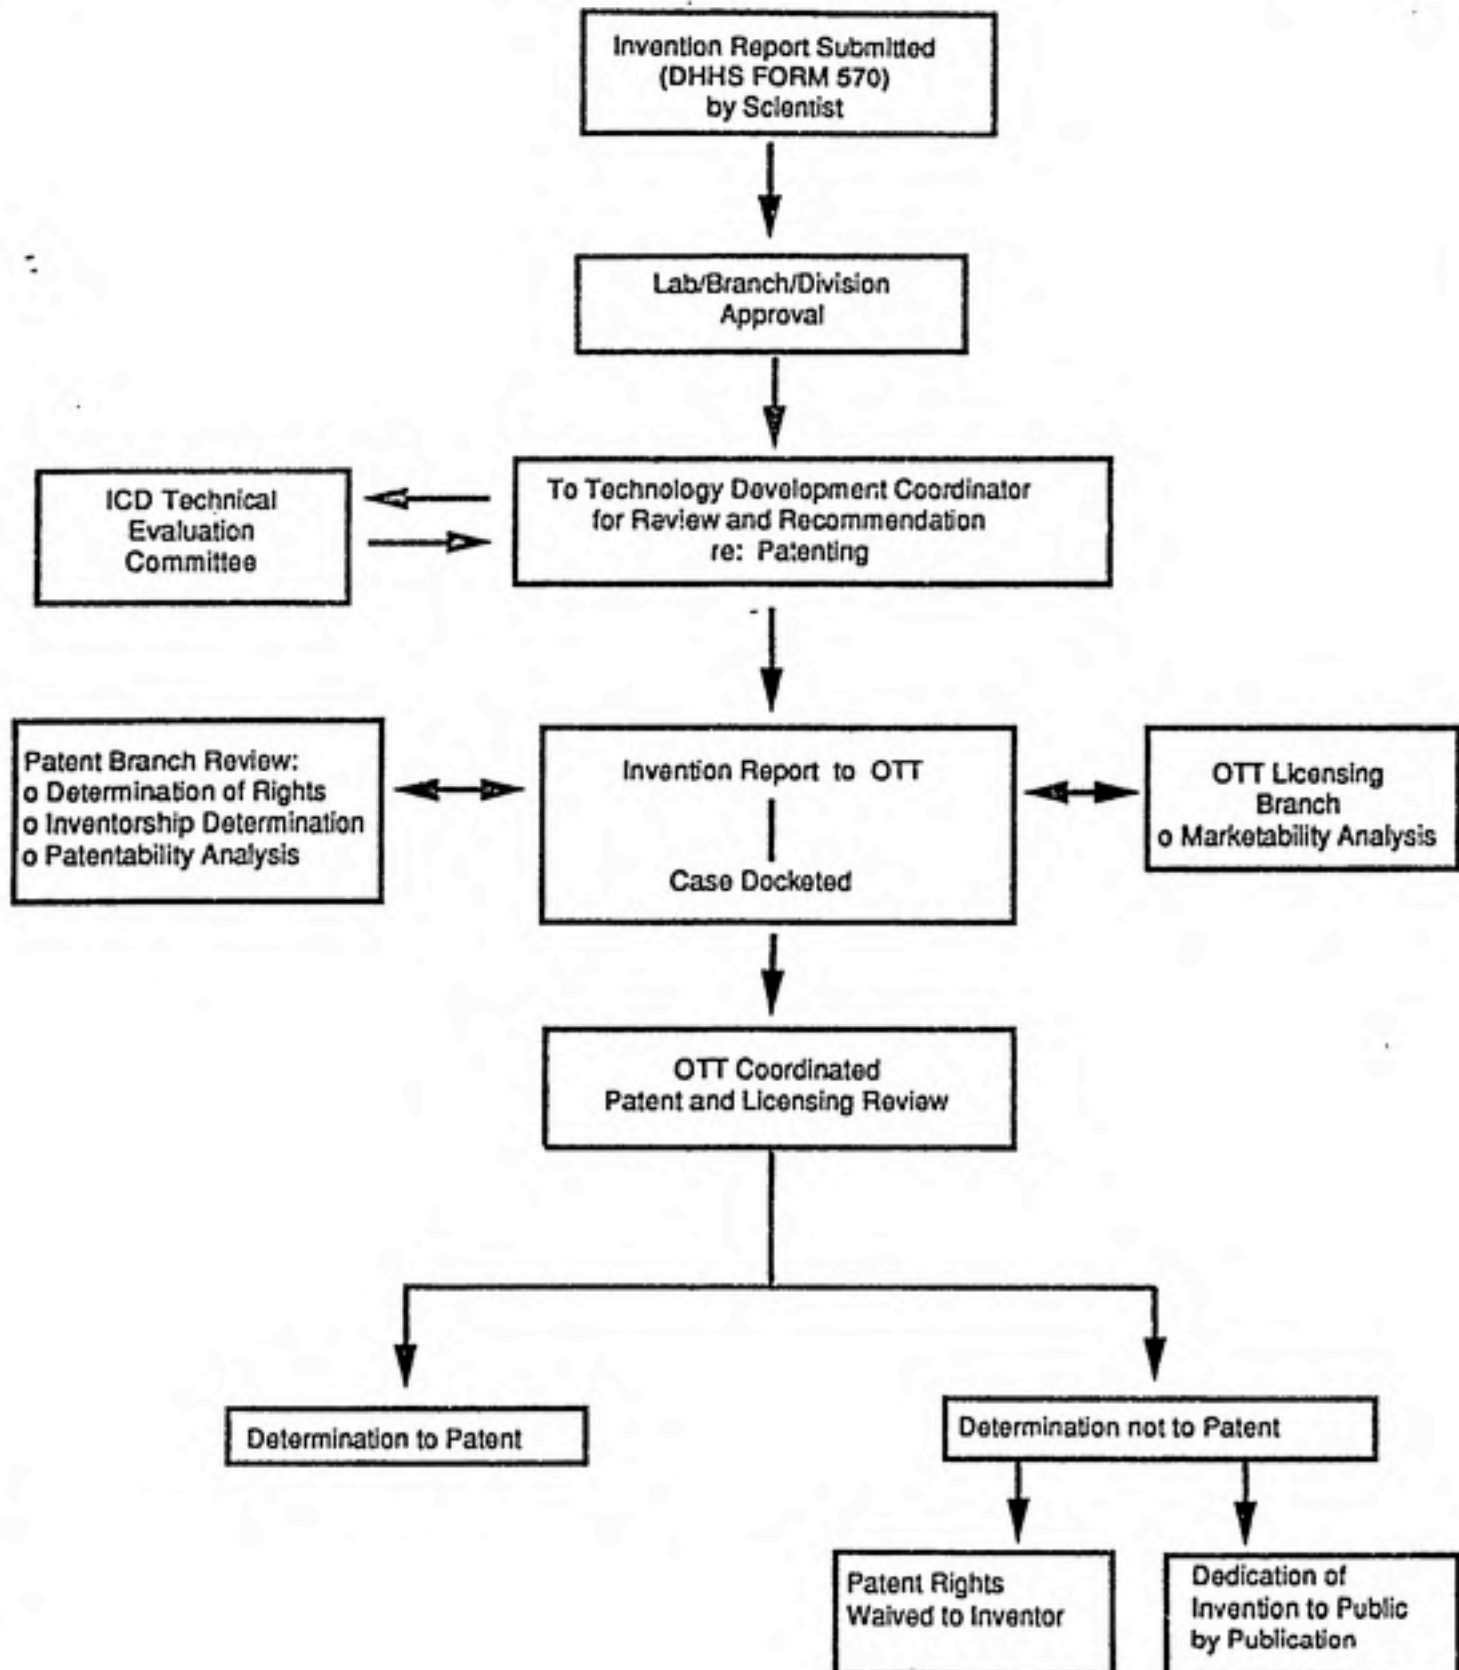 Invention Report Submitted
(DHHS FORM 570)
by Scientist
Lab/Branch/Division
Approval
ICD Technical
Evaluation
Committee
To Technology Development Coordinator
for Review and Recommendation
re: Patenting
Patent Branch Review:
o Determination of Rights
o Inventorship Determination
o Patentability Analysis
Invention Report to OTT
Case Docketed
OTT Licensing
Branch
o Marketability Analysis
OTT Coordinated
Patent and Licensing Review
Determination to Patent
Determination not to Patent
Patent Rights
Waived to Inventor
Dedication of
Invention to Public
by Publication